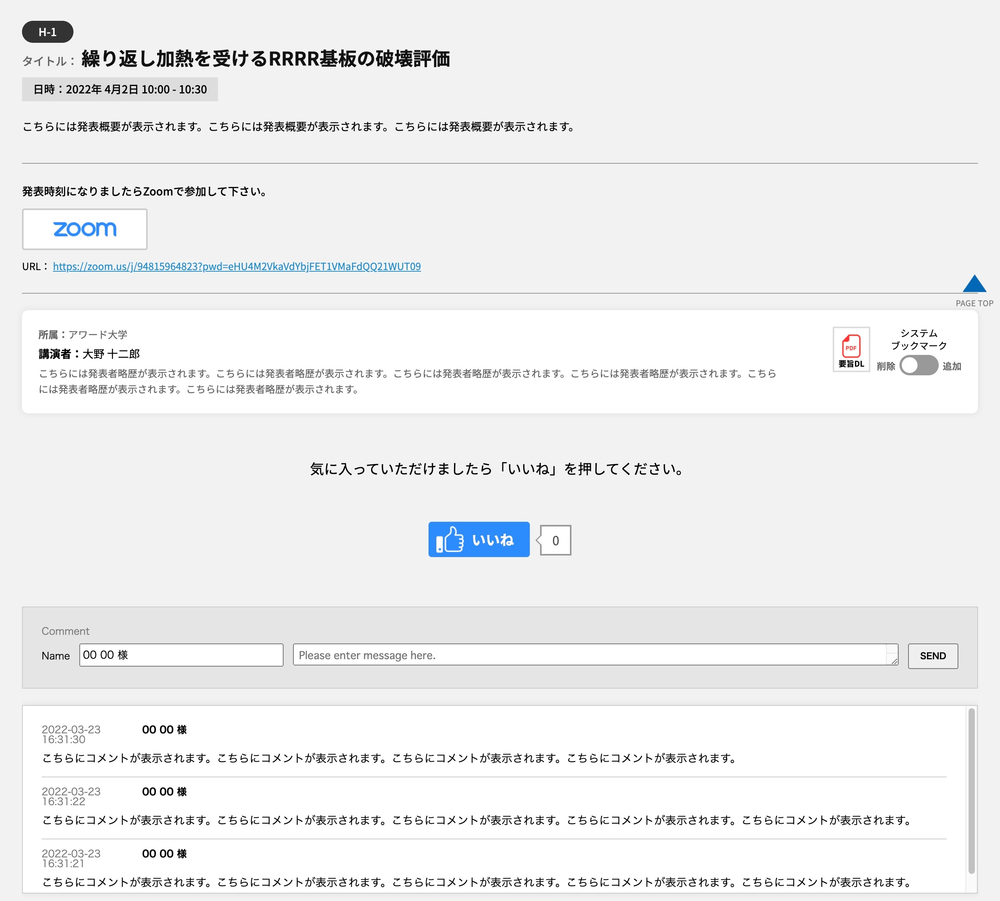 H-1
タイトル： 繰り返し加熱を受けるRRRR基板の破壊評価
日時：2022年 4月2日 10:00 - 10:30
こちらには発表概要が表示されます。こちらには発表概要が表示されます。こちらには発表概要が表示されます。
発表時刻になりましたらZoomで参加して下さい。
zoom
URL： https://zoom.us/j/94815964823?pwd=eHU4M2VkaVdYbjFET1VMaFdQQ21WUT09
PAGE TOP
所属：アワード大学
講演者：大野 十二郎
こちらには発表者略歴が表示されます。こちらには発表者略歴が表示されます。こちらには発表者略歴が表示されます。こちらには発表者略歴が表示されます。こちら
には発表者略歴が表示されます。こちらには発表者略歴が表示されます。
PDF
要旨DL
システム
ブックマーク
削除 追加
気に入っていただけましたら「いいね」を押してください。
いいね 0
Comment
Name 00 00 様 Please enter message here. SEND
2022-03-23 00 00 様
16:31:30
こちらにコメントが表示されます。こちらにコメントが表示されます。こちらにコメントが表示されます。こちらにコメントが表示されます。
2022-03-23 00 00 様
16:31:22
こちらにコメントが表示されます。こちらにコメントが表示されます。こちらにコメントが表示されます。こちらにコメントが表示されます。こちらにコメントが表示されます。
2022-03-23 00 00 様
16:31:21
こちらにコメントが表示されます。こちらにコメントが表示されます。こちらにコメントが表示されます。こちらにコメントが表示されます。こちらにコメントが表示されます。